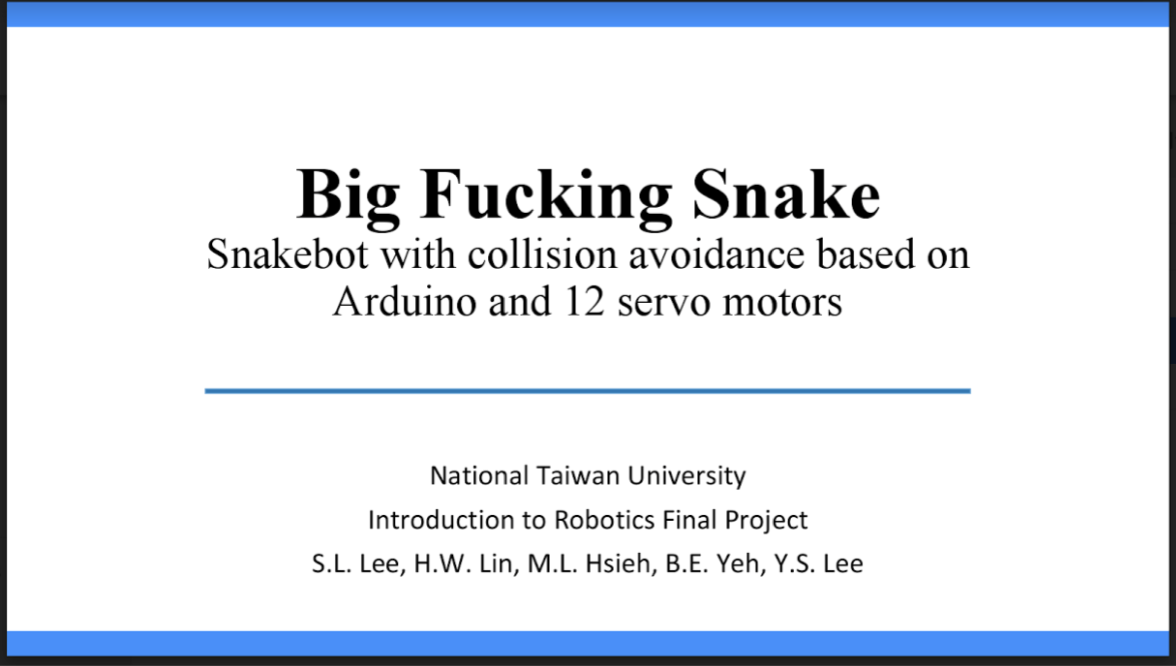 Big Fucking Snake
Snakebot with collision avoidance based on
Arduino and 12 servo motors
National Taiwan University
Introduction to Robotics Final Project
S.L. Lee, H.W. Lin, M.L. Hsieh, B.E. Yeh, Y.S. Lee